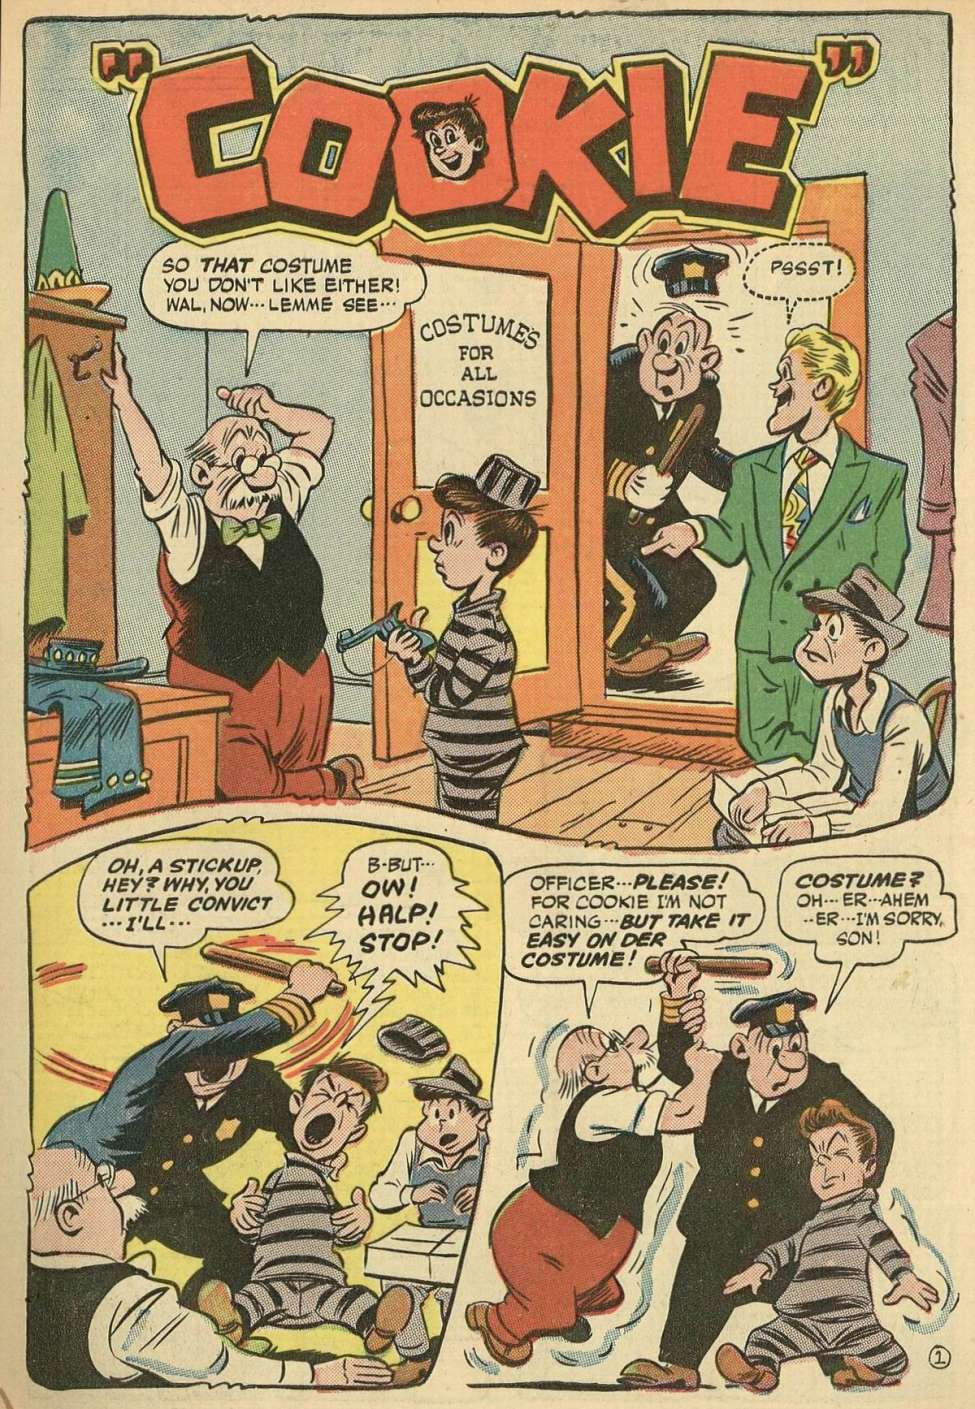 "COOKIE"
SO THAT COSTUME
YOU DON'T LIKE EITHER!
WAL, NOW... LEMME SEE...
PSSST!
COSTUME'S
FOR
ALL
OCCASIONS
OH, A STICKUP,
HEY? WHY, YOU
LITTLE CONVICT
...I'LL...
B-BUT...
OW!
HALP!
STOP!
OFFICER...PLEASE!
FOR COOKIE I'M NOT
CARING...BUT TAKE IT
EASY ON DER
COSTUME!
COSTUME?
OH...ER...AHEM
..ER...I'M SORRY,
SON!
1